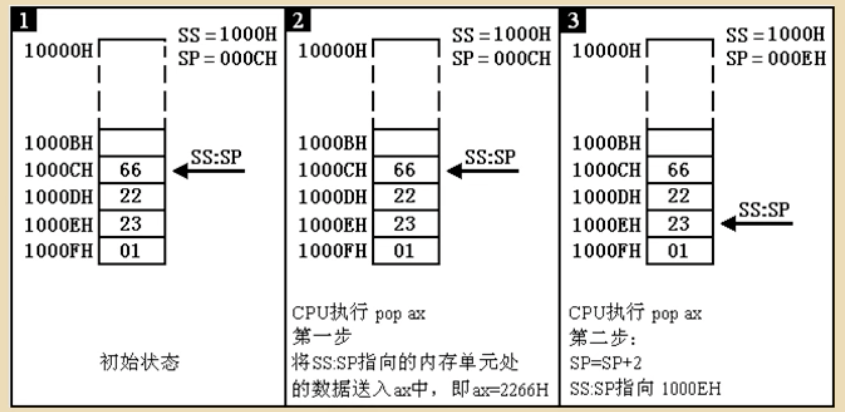 1
SS=1000H
SP=000CH
10000H
1000BH
1000CH 66
SS:SP
1000DH 22
1000EH 23
1000FH 01
初始状态
2
SS=1000H
SP=000CH
10000H
1000BH
1000CH 66
SS:SP
1000DH 22
1000EH 23
1000FH 01
CPU执行 pop ax
第一步
将SS:SP指向的内存单元处
的数据送入ax中，即ax=2266H
3
SS=1000H
SP=000EH
10000H
1000BH
1000CH 66
1000DH 22
SS:SP
1000EH 23
1000FH 01
CPU执行 pop ax
第二步：
SP=SP+2
SS:SP指向 1000EH